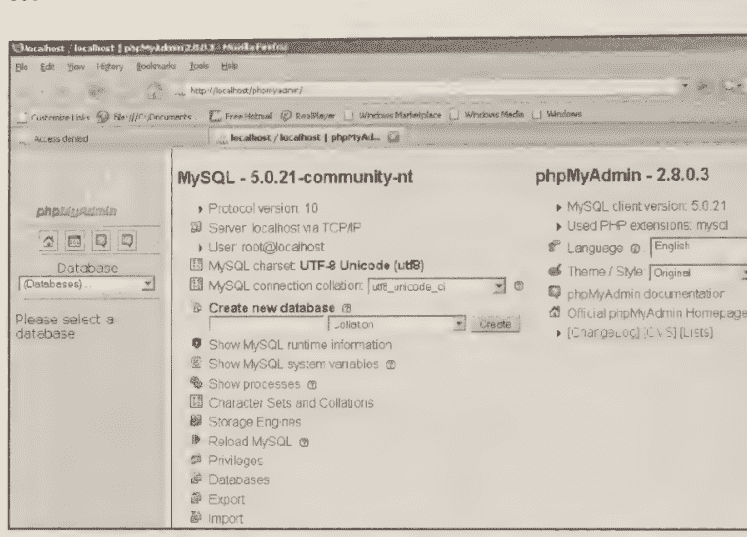 localhost / localhost | phpMyAdmin 2.8.0.3 - Mozilla Firefox
File Edit View History Bookmarks Tools Help
http://localhost/phpmyadmin/
Customize Links file:///C:/Documents... Free Hotmail RealPlayer Windows Marketplace Windows Media Windows
Access denied
localhost / localhost | phpMyAd...
phpMyAdmin
Database
(Databases) ...
Please select a
database
MySQL - 5.0.21-community-nt
Protocol version: 10
Server: localhost via TCP/IP
User: root@localhost
MySQL charset: UTF-8 Unicode (utf8)
MySQL connection collation: utf8_unicode_ci
Create new database
Collation Create
Show MySQL runtime information
Show MySQL system variables
Show processes
Character Sets and Collations
Storage Engines
Reload MySQL
Privileges
Databases
Export
Import
phpMyAdmin - 2.8.0.3
MySQL client version: 5.0.21
Used PHP extensions: mysql
Language English
Theme / Style Original
phpMyAdmin documentation
Official phpMyAdmin Homepage
[ChangeLog] [CVS] [Lists]